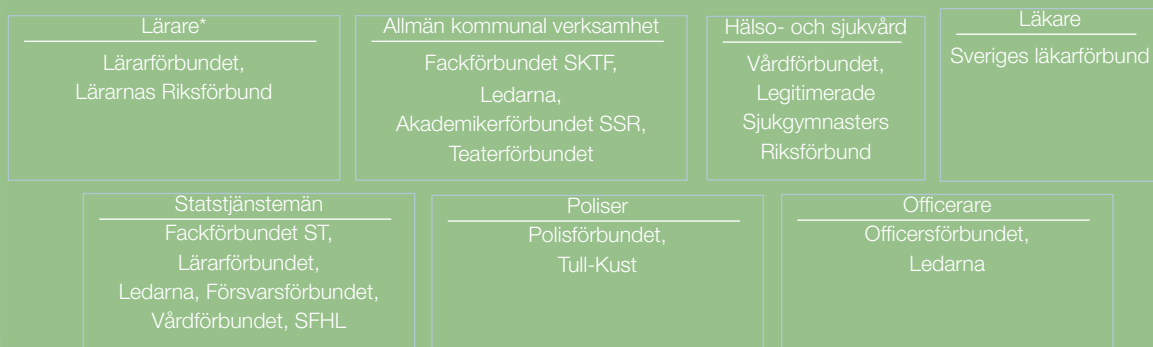 Lärare*
Lärarförbundet,
Lärarnas Riksförbund
Allmän kommunal verksamhet
Fackförbundet SKTF,
Ledarna,
Akademikerförbundet SSR,
Teaterförbundet
Hälso- och sjukvård
Vårdförbundet,
Legitimerade
Sjukgymnasters
Riksförbund
Läkare
Sveriges läkarförbund
Statstjänstemän
Fackförbundet ST,
Lärarförbundet,
Ledarna, Försvarsförbundet,
Vårdförbundet, SFHL
Poliser
Polisförbundet,
Tull-Kust
Officerare
Officersförbundet,
Ledarna